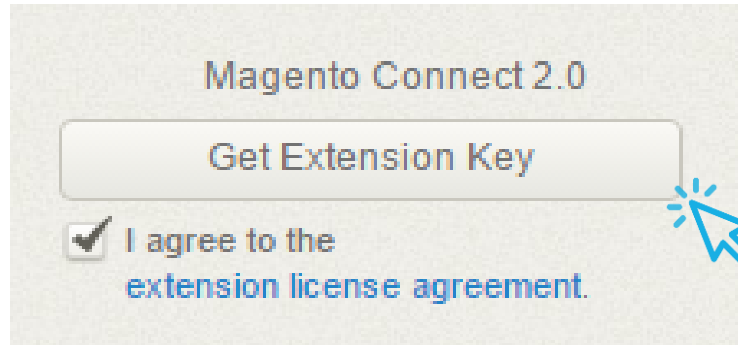 Magento Connect 2.0
Get Extension Key
I agree to the
extension license agreement.